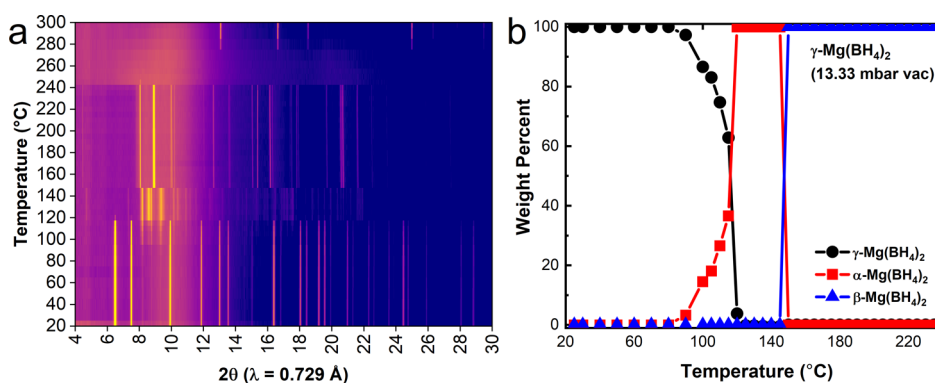 a
Temperature (°C)
300
280
260
240
220
200
180
160
140
120
100
80
60
40
20
4 6 8 10 12 14 16 18 20 22 24 26 28 30
2θ (λ = 0.729 Å)
b
Weight Percent
100
80
60
40
20
0
γ-Mg(BH₄)₂
(13.33 mbar vac)
γ-Mg(BH₄)₂
α-Mg(BH₄)₂
β-Mg(BH₄)₂
20 60 100 140 180 220
Temperature (°C)